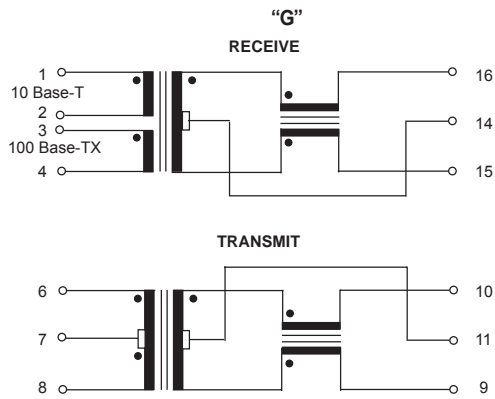 “G”
RECEIVE
1
16
10 Base-T
2
14
3
100 Base-TX
4
15
TRANSMIT
6
10
7
11
8
9